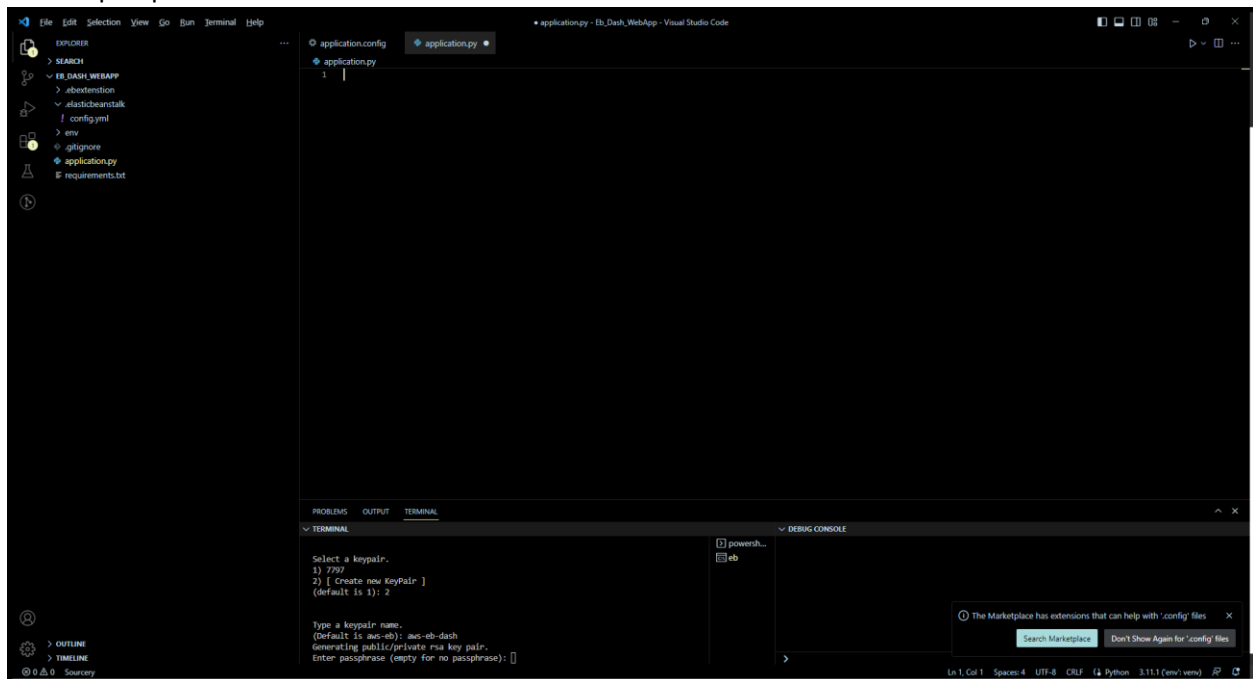 File Edit Selection View Go Run Terminal Help
● application.py - Eb_Dash_WebApp - Visual Studio Code
EXPLORER
SEARCH
EB_DASH_WEBAPP
.ebextenstion
.elasticbeanstalk
! config.yml
env
.gitignore
application.py
requirements.txt
OUTLINE
TIMELINE
application.config application.py ●
application.py
1
PROBLEMS OUTPUT TERMINAL
TERMINAL
Select a keypair.
1) 7797
2) [ Create new KeyPair ]
(default is 1): 2
Type a keypair name.
(Default is aws-eb): aws-eb-dash
Generating public/private rsa key pair.
Enter passphrase (empty for no passphrase):
powersh...
eb
DEBUG CONSOLE
The Marketplace has extensions that can help with '.config' files
Search Marketplace Don't Show Again for '.config' files
0 0 Sourcery
Ln 1, Col 1 Spaces: 4 UTF-8 CRLF Python 3.11.1 ('env': venv)